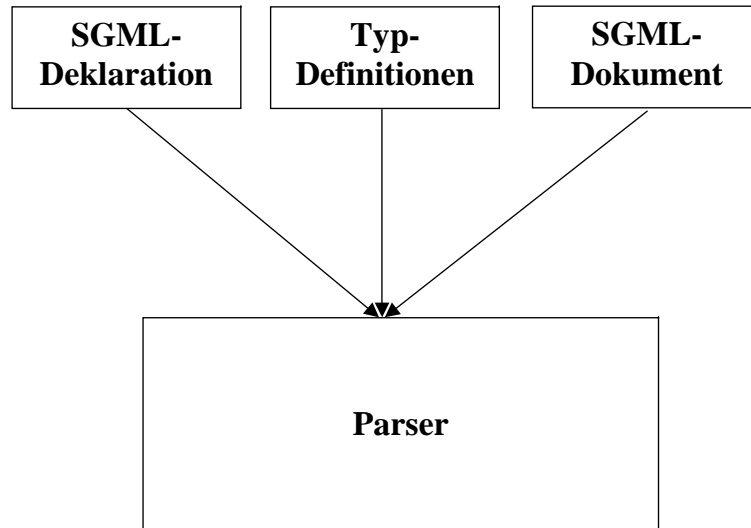 SGML-
Deklaration
Typ-
Definitionen
SGML-
Dokument
Parser